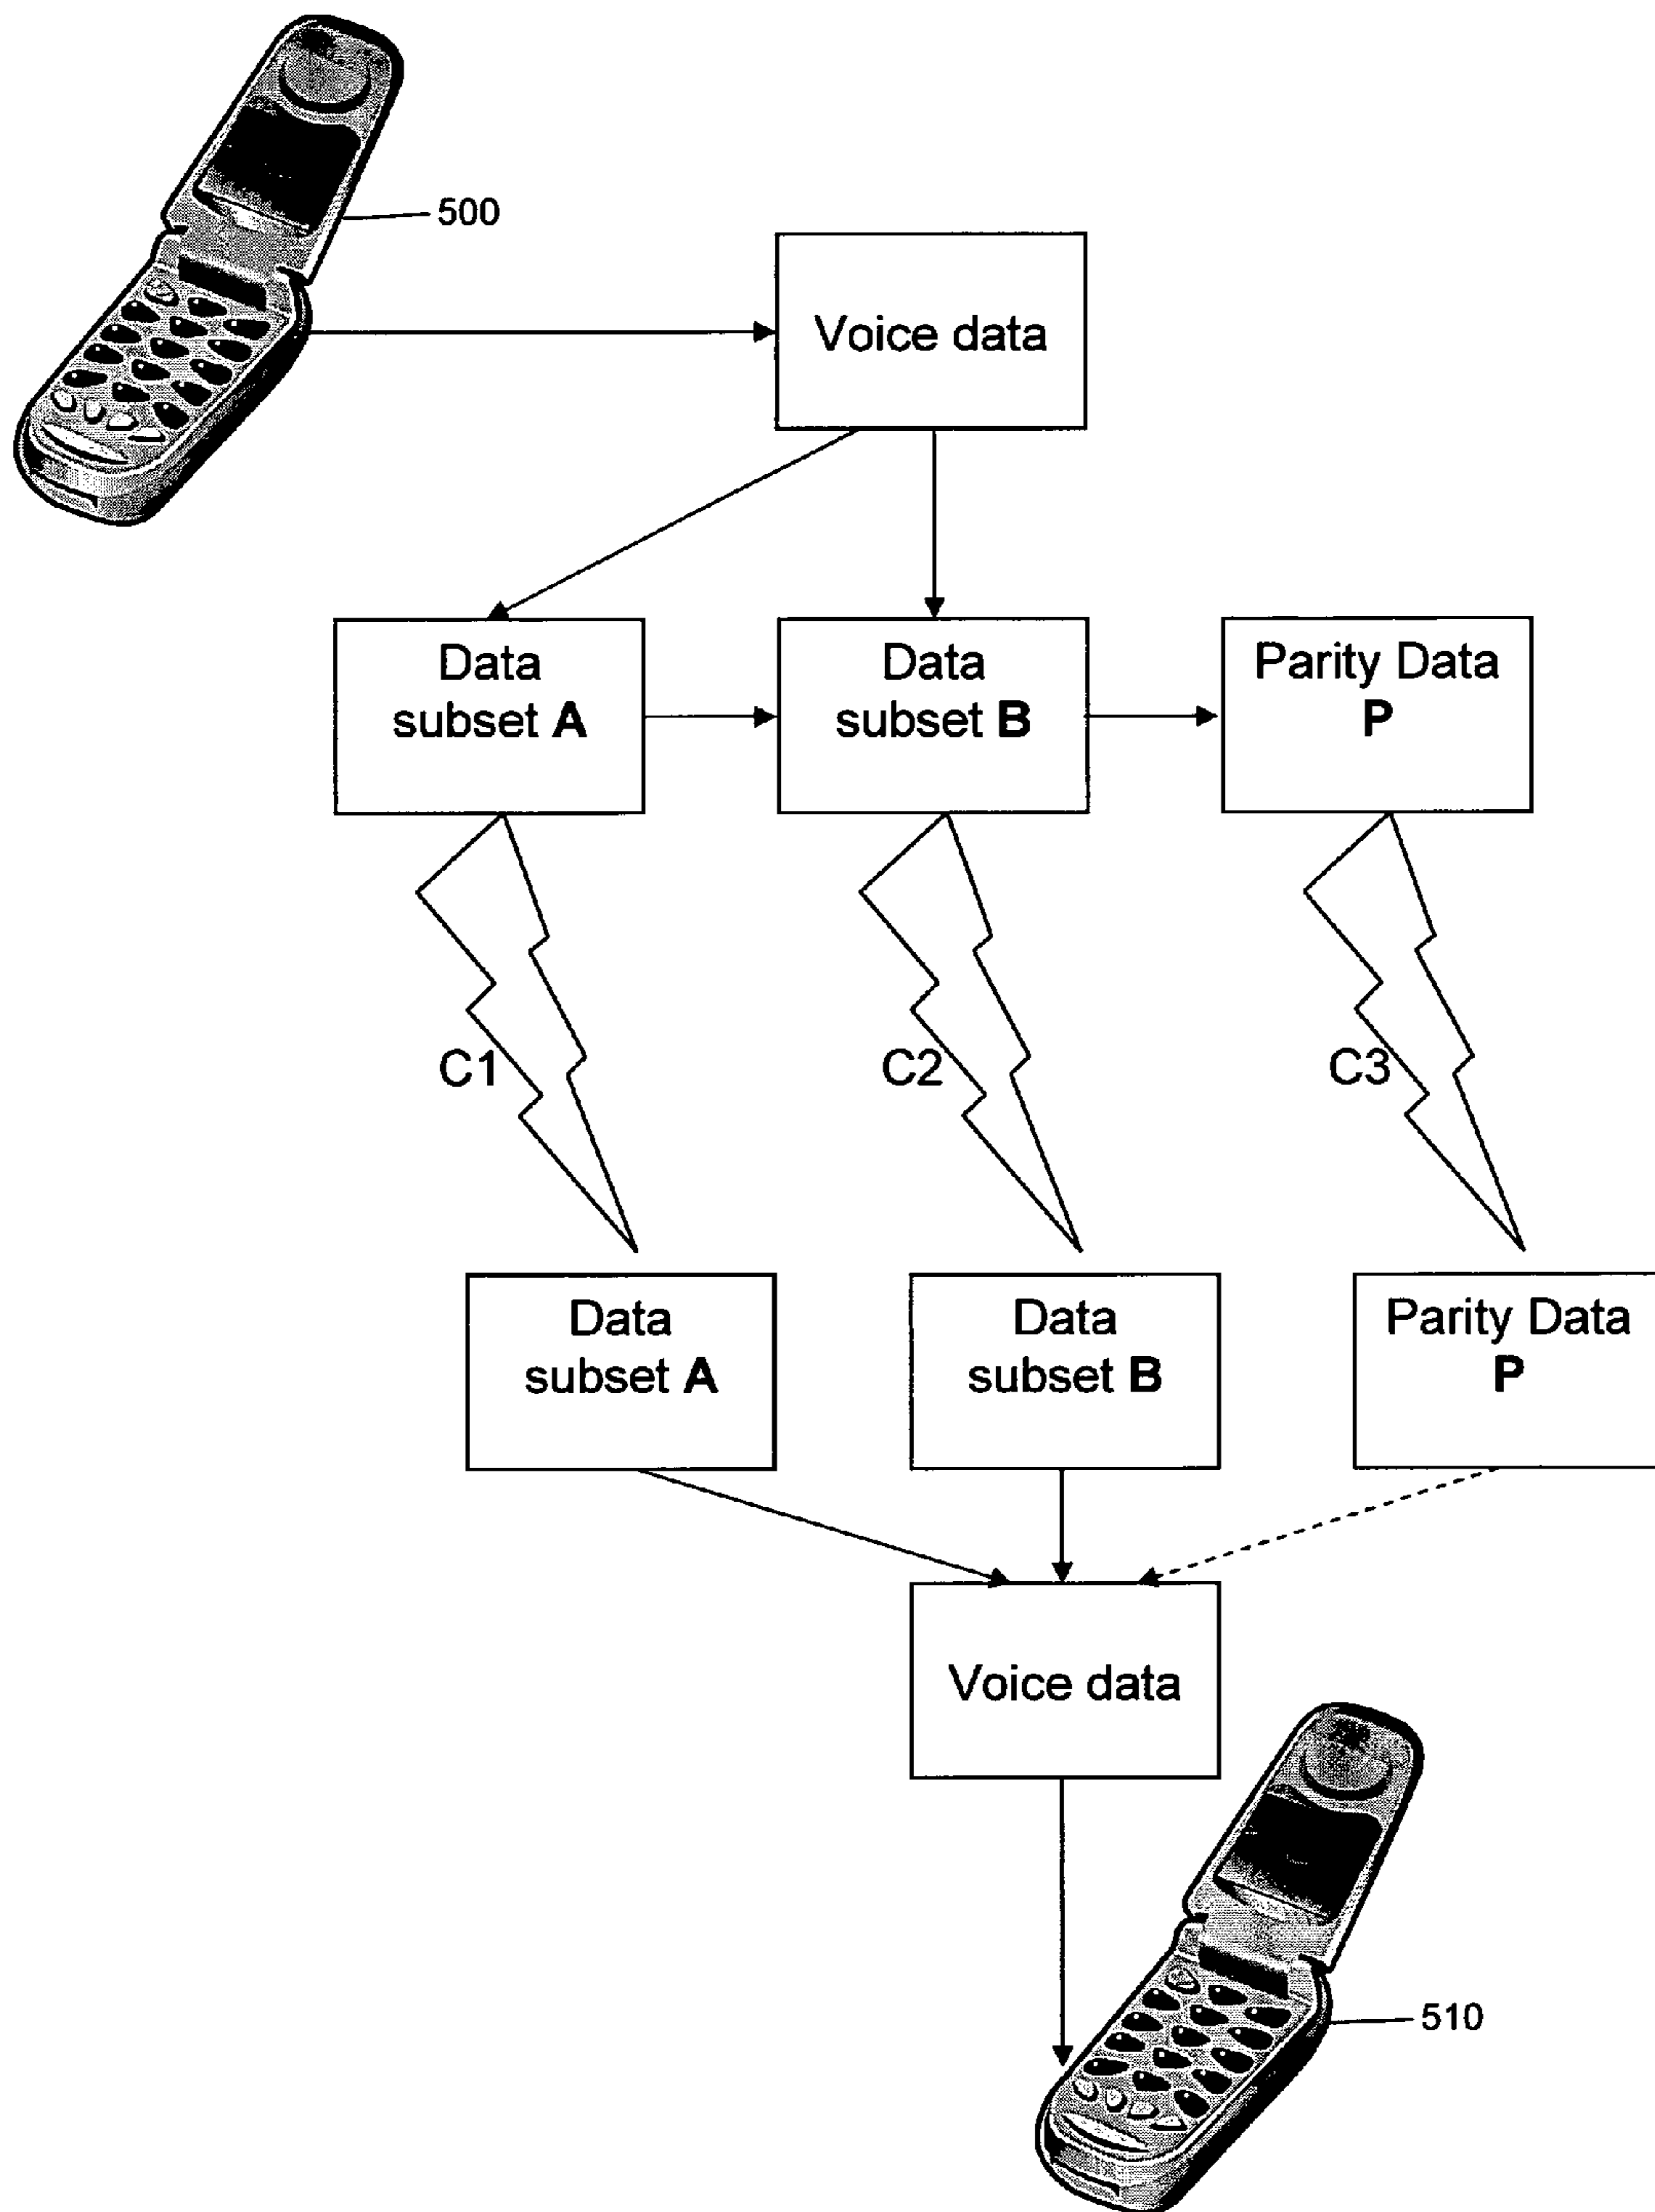 500
Voice data
Data
subset A
Data
subset B
Parity Data
P
C1
C2
C3
Data
subset A
Data
subset B
Parity Data
P
Voice data
510